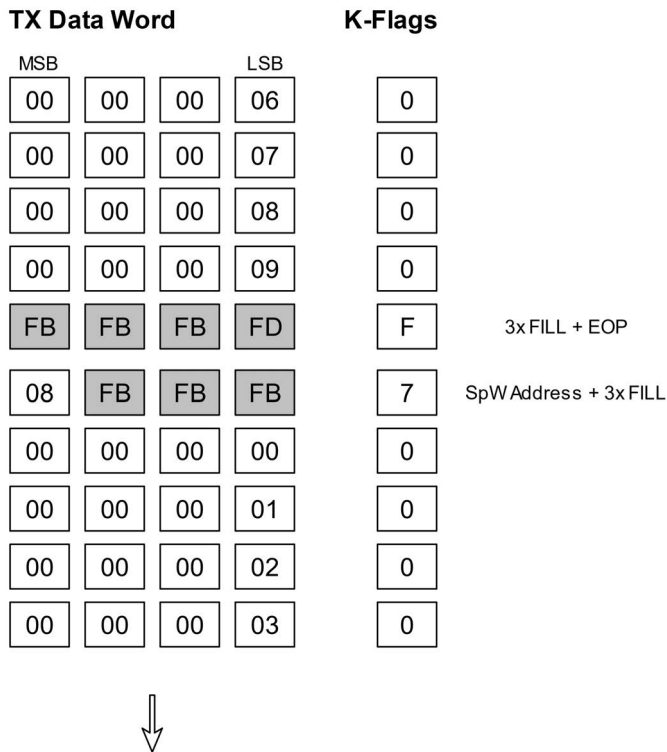 TX Data Word K-Flags
MSB LSB
00 00 00 06 0
00 00 00 07 0
00 00 00 08 0
00 00 00 09 0
FB FB FB FD F 3x FILL + EOP
08 FB FB FB 7 SpW Address + 3x FILL
00 00 00 00 0
00 00 00 01 0
00 00 00 02 0
00 00 00 03 0